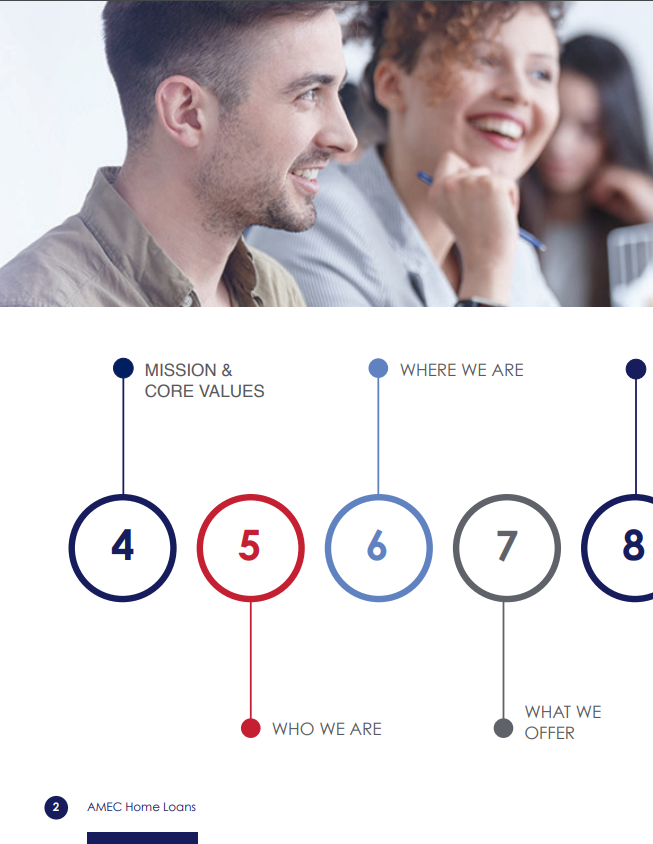 MISSION &
CORE VALUES
WHERE WE ARE
4
5
6
7
8
WHO WE ARE
WHAT WE
OFFER
2
AMEC Home Loans